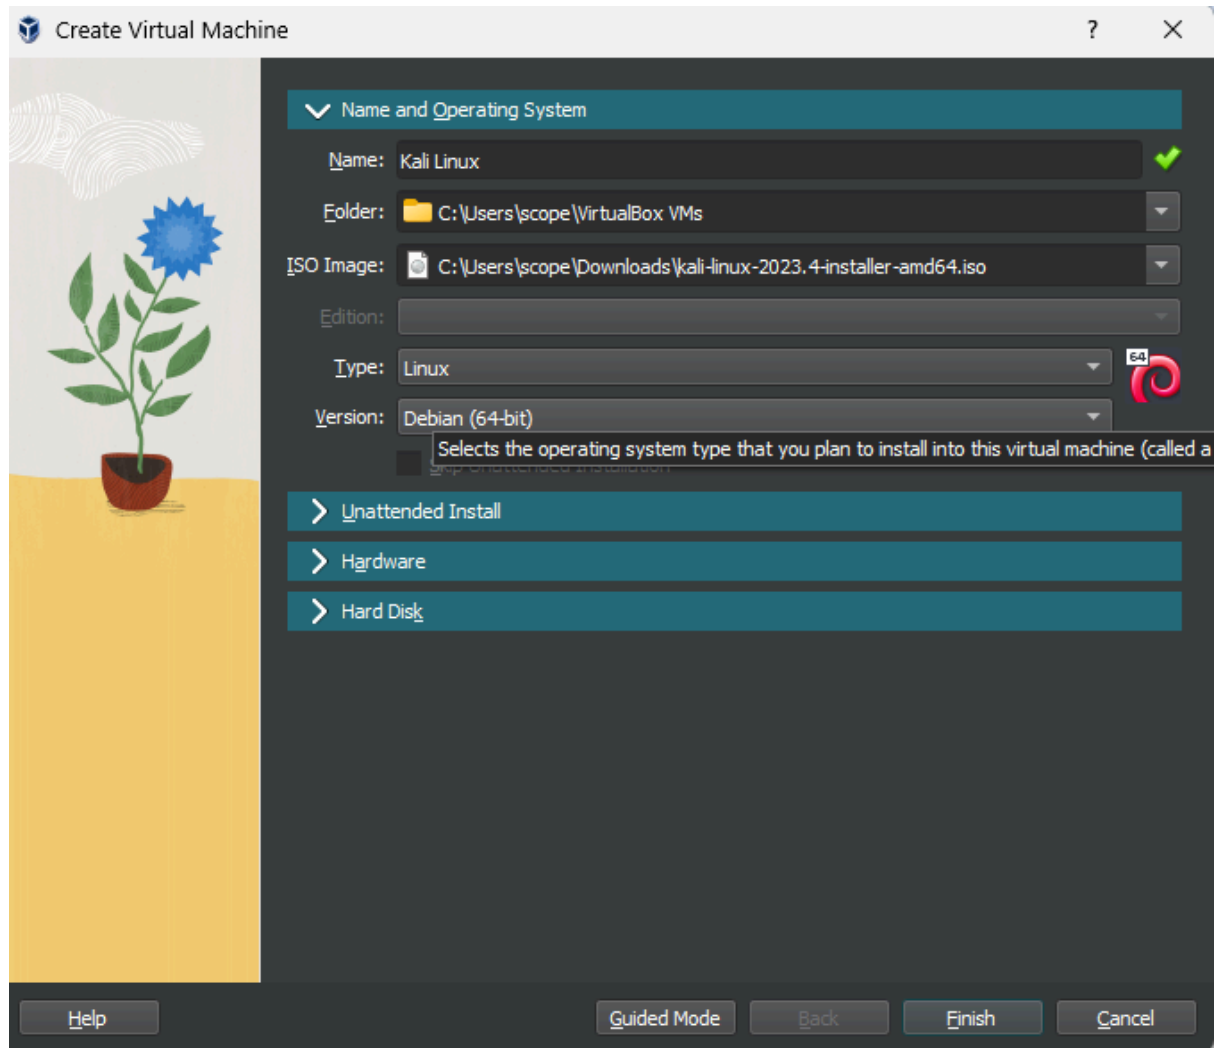 Create Virtual Machine
?
Name and Operating System
Name: Kali Linux
Folder: C:\Users\scope\VirtualBox VMs
ISO Image: C:\Users\scope\Downloads\kali-linux-2023.4-installer-amd64.iso
Edition:
Type: Linux
64
Version: Debian (64-bit)
Selects the operating system type that you plan to install into this virtual machine (called a
Skip Unattended Installation
Unattended Install
Hardware
Hard Disk
Help
Guided Mode
Back
Finish
Cancel